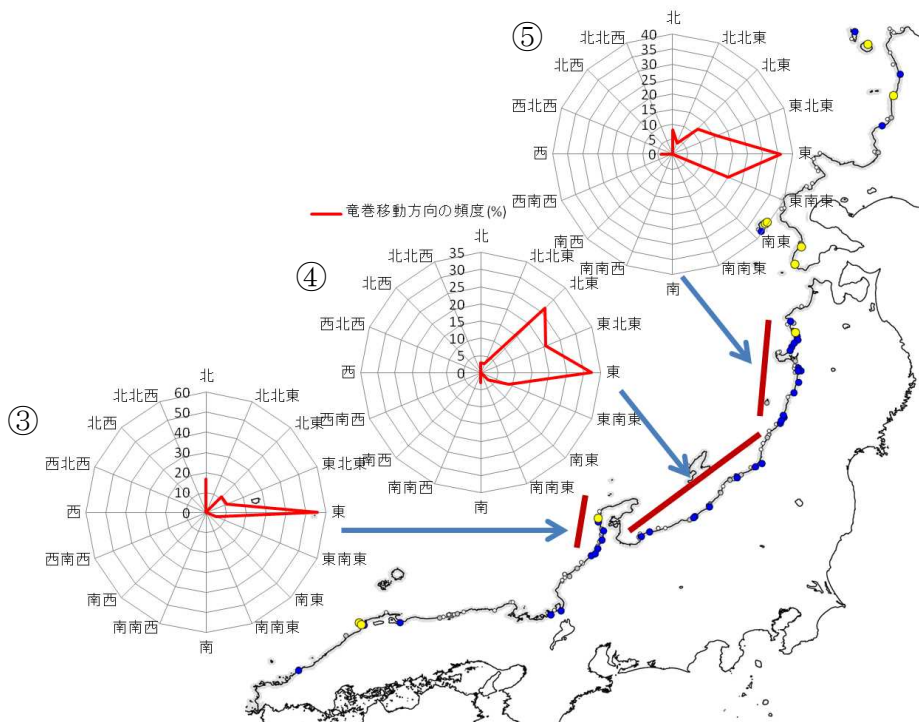 ⑤
北
北北東
北東
東北東
東
東南東
南東
南南東
南
南南西
南西
西南西
西
西北西
北西
北北西
40
35
30
25
20
15
10
5
0
竜巻移動方向の頻度(%)
④
北
北北東
北東
東北東
東
東南東
南東
南南東
南
南南西
南西
西南西
西
西北西
北西
北北西
35
30
25
20
15
10
5
0
③
北
北北東
北東
東北東
東
東南東
南東
南南東
南
南南西
南西
西南西
西
西北西
北西
北北西
60
50
40
30
20
10
0